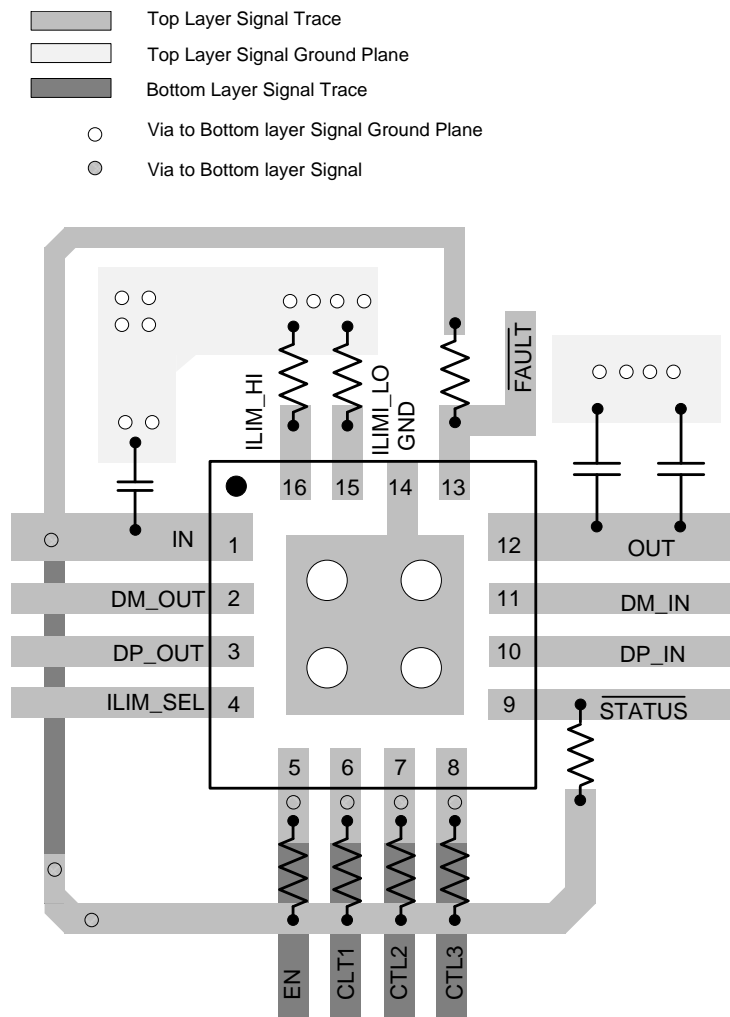 Top Layer Signal Trace
Top Layer Signal Ground Plane
Bottom Layer Signal Trace
Via to Bottom layer Signal Ground Plane
Via to Bottom layer Signal
ILIM_HI
ILIMI_LO
GND
FAULT
16
15
14
13
IN
1
12
OUT
DM_OUT
2
11
DM_IN
DP_OUT
3
10
DP_IN
ILIM_SEL
4
9
STATUS
5
6
7
8
EN
CLT1
CTL2
CTL3